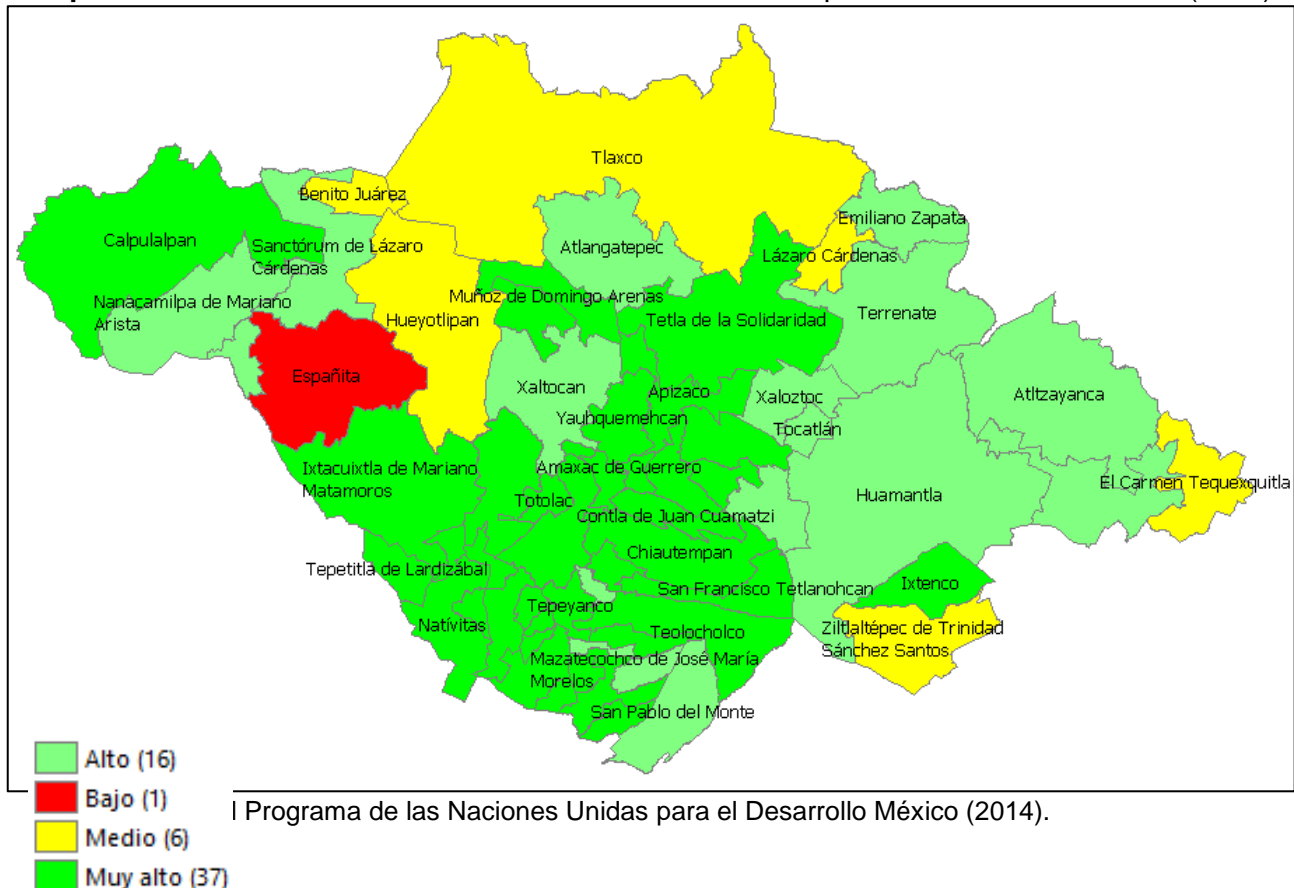 Tlaxco
Benito Juárez
Emiliano Zapata
Calpulalpan
Sanctórum de Lázaro
Cárdenas
Atlangatepec
Lázaro Cárdenas
Nanacamilpa de Mariano
Arista
Muñoz de Domingo Arenas
Hueyotlipan
Tetla de la Solidaridad
Terrenate
Españita
Xaltocan
Apizaco
Xaloztoc
Atltzayanca
Yauhquemehcan
Tocatlán
Ixtacuixtla de Mariano
Matamoros
Amaxac de Guerrero
Totolac
Huamantla
El Carmen Tequexquitla
Contla de Juan Cuamatzi
Chiautempan
Tepetitla de Lardizábal
San Francisco Tetlanohcan
Ixtenco
Tepeyanco
Natívitas
Teolocholco
Ziltlaltépec de Trinidad
Sánchez Santos
Mazatecochco de José María
Morelos
San Pablo del Monte
Alto (16)
Bajo (1)
Programa de las Naciones Unidas para el Desarrollo México (2014).
Medio (6)
Muy alto (37)